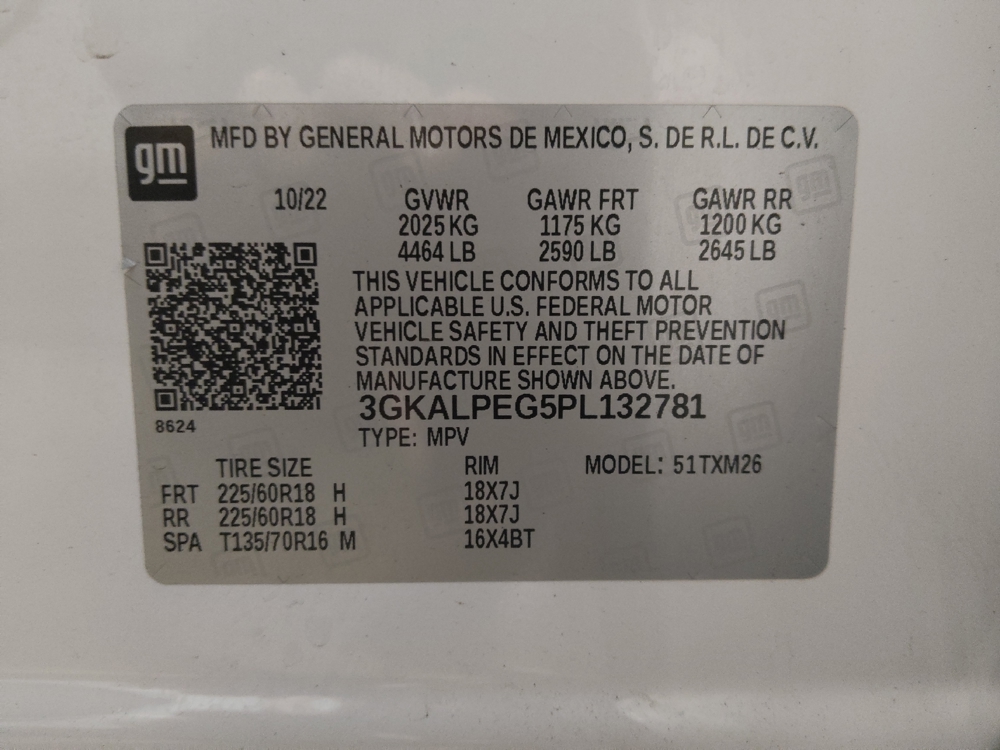 gm
MFD BY GENERAL MOTORS DE MEXICO, S. DE R.L. DE C.V.
10/22 GVWR GAWR FRT GAWR RR
2025 KG 1175 KG 1200 KG
4464 LB 2590 LB 2645 LB
THIS VEHICLE CONFORMS TO ALL
APPLICABLE U.S. FEDERAL MOTOR
VEHICLE SAFETY AND THEFT PREVENTION
STANDARDS IN EFFECT ON THE DATE OF
MANUFACTURE SHOWN ABOVE.
3GKALPEG5PL132781
8624
TYPE: MPV
TIRE SIZE RIM MODEL: 51TXM26
FRT 225/60R18 H 18X7J
RR 225/60R18 H 18X7J
SPA T135/70R16 M 16X4BT